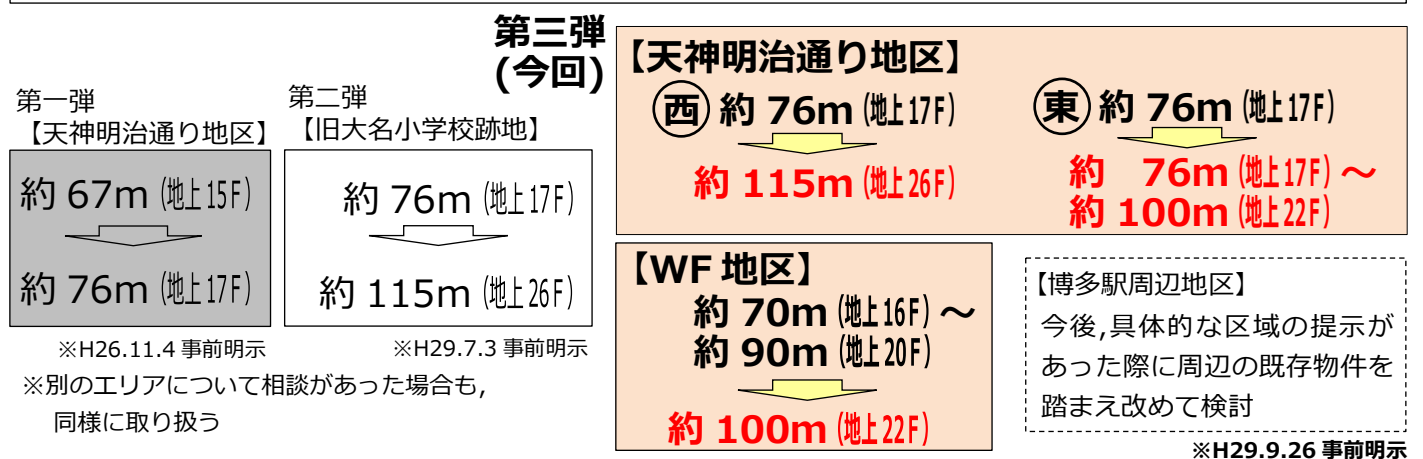 第一弾
【天神明治通り地区】
約 67m (地上15F)
約 76m (地上17F)
※H26.11.4 事前明示
第二弾
【旧大名小学校跡地】
約 76m (地上17F)
約 115m (地上26F)
※H29.7.3 事前明示
※別のエリアについて相談があった場合も,
同様に取り扱う
第三弾
(今回)
【天神明治通り地区】
西 約 76m (地上17F)
約 115m (地上26F)
東 約 76m (地上17F)
約 76m (地上17F) ～
約 100m (地上22F)
【WF 地区】
約 70m (地上16F) ～
約 90m (地上20F)
約 100m (地上22F)
【博多駅周辺地区】
今後,具体的な区域の提示が
あった際に周辺の既存物件を
踏まえ改めて検討
※H29.9.26 事前明示